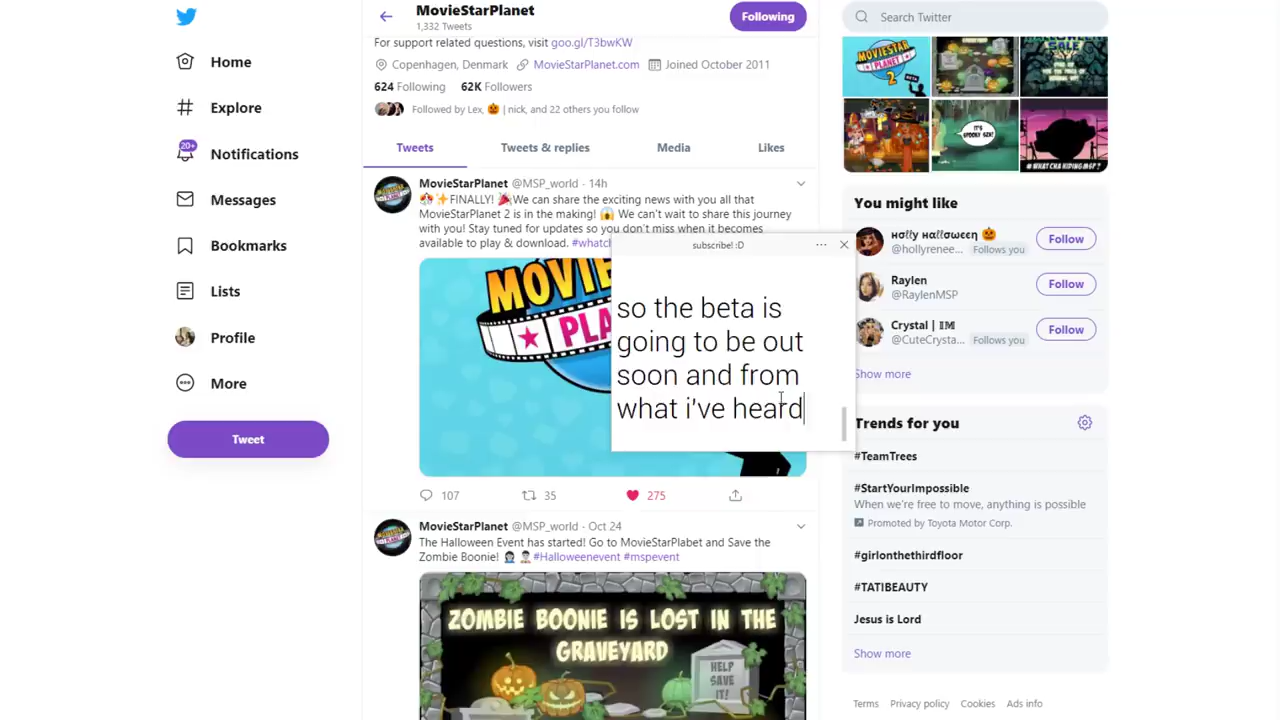 MovieStarPlanet
1,332 Tweets
Following
For support related questions, visit goo.gl/T3bwKW
Copenhagen, Denmark MovieStarPlanet.com Joined October 2011
624 Following 62K Followers
Followed by Lex, 🎃 | nick, and 22 others you follow
Tweets Tweets & replies Media Likes
Home
Explore
20+
Notifications
Messages
Bookmarks
Lists
Profile
More
Tweet
MovieStarPlanet @MSP_world · 14h
FINALLY! We can share the exciting news with you all that
MovieStarPlanet 2 is in the making! We can't wait to share this journey
with you! Stay tuned for updates so you don't miss when it becomes
available to play & download. #whatch
MOVIE
PLA
subscribe! :D
so the beta is
going to be out
soon and from
what i've heard
107 35 275
MovieStarPlanet @MSP_world · Oct 24
The Halloween Event has started! Go to MovieStarPlabet and Save the
Zombie Boonie! #Halloweenevent #mspevent
ZOMBIE BOONIE IS LOST IN THE
GRAVEYARD
HELP
SAVE
IT!
Search Twitter
MOVIESTAR
PLANET
2
IT'S
SPOOKY SZN!
# WHAT CHA HIDING MSP ?
You might like
нσℓℓу нαℓℓσωєєη 🎃
@hollyrenee... Follows you
Follow
Raylen
@RaylenMSP
Follow
Crystal | 𝕀𝕄
@CuteCrysta... Follows you
Follow
Show more
Trends for you
#TeamTrees
#StartYourImpossible
When we're free to move, anything is possible
Promoted by Toyota Motor Corp.
#girlonthethirdfloor
#TATIBEAUTY
Jesus is Lord
Show more
Terms Privacy policy Cookies Ads info